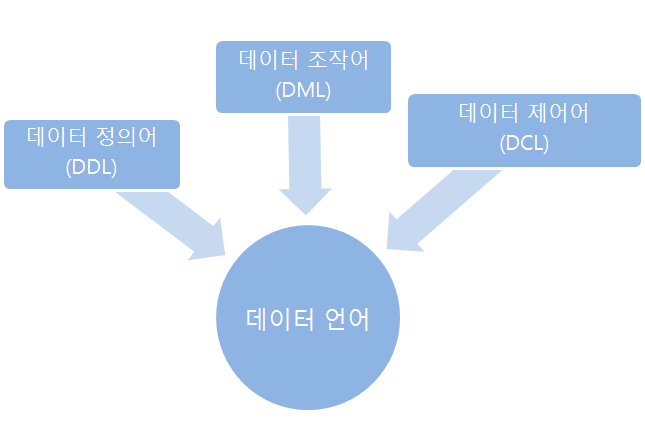 데이터 정의어
(DDL)
데이터 조작어
(DML)
데이터 제어어
(DCL)
데이터 언어